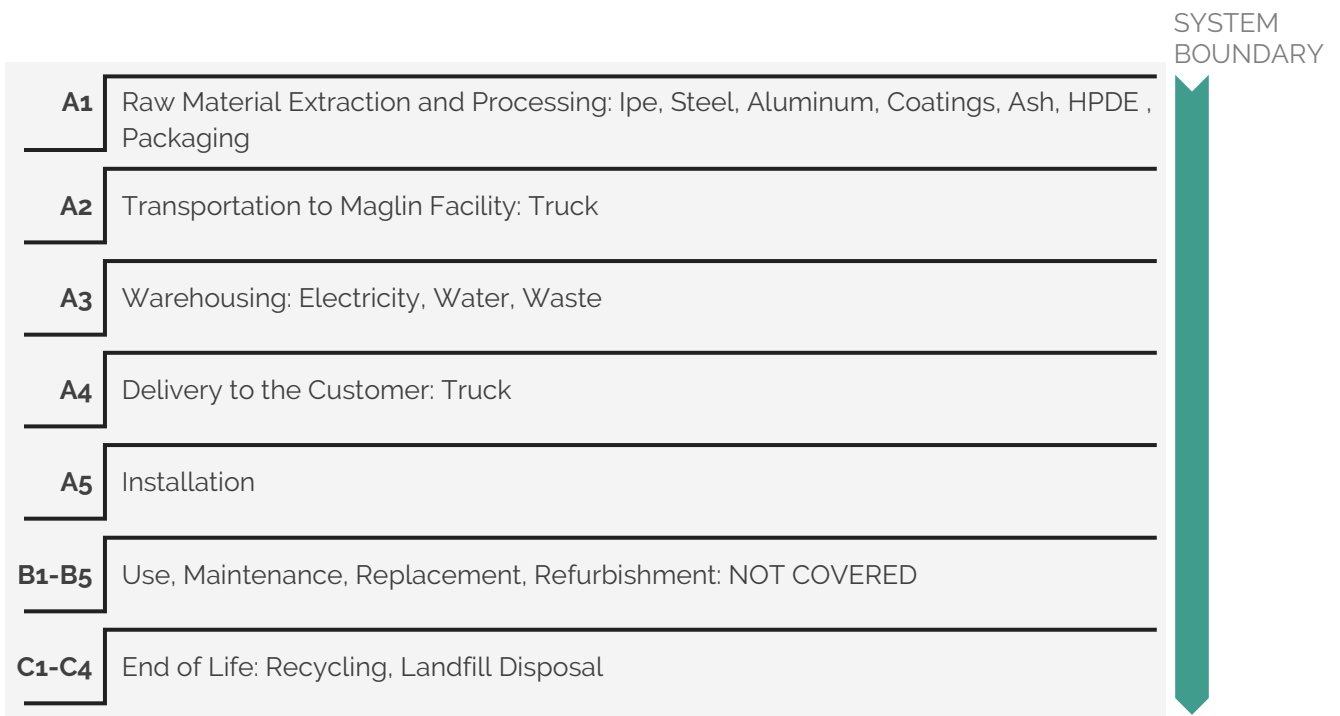 SYSTEM
BOUNDARY
A1 Raw Material Extraction and Processing: Ipe, Steel, Aluminum, Coatings, Ash, HPDE ,
Packaging
A2 Transportation to Maglin Facility: Truck
A3 Warehousing: Electricity, Water, Waste
A4 Delivery to the Customer: Truck
A5 Installation
B1-B5 Use, Maintenance, Replacement, Refurbishment: NOT COVERED
C1-C4 End of Life: Recycling, Landfill Disposal